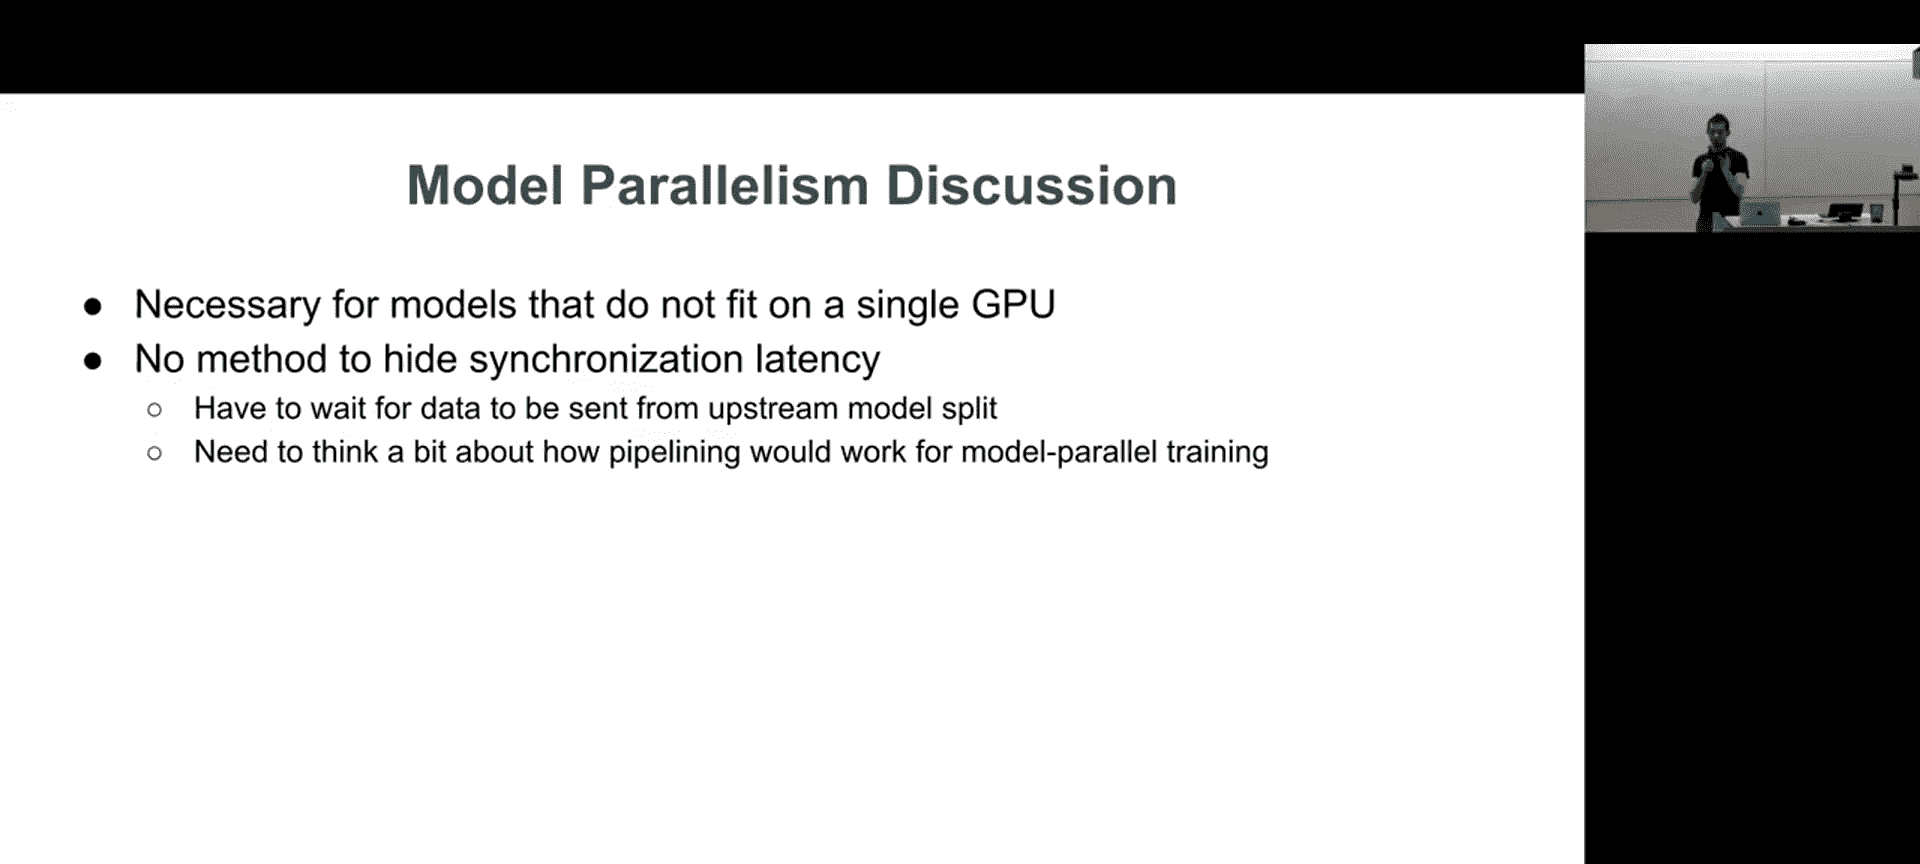 Model Parallelism Discussion
● Necessary for models that do not fit on a single GPU
● No method to hide synchronization latency
○ Have to wait for data to be sent from upstream model split
○ Need to think a bit about how pipelining would work for model-parallel training